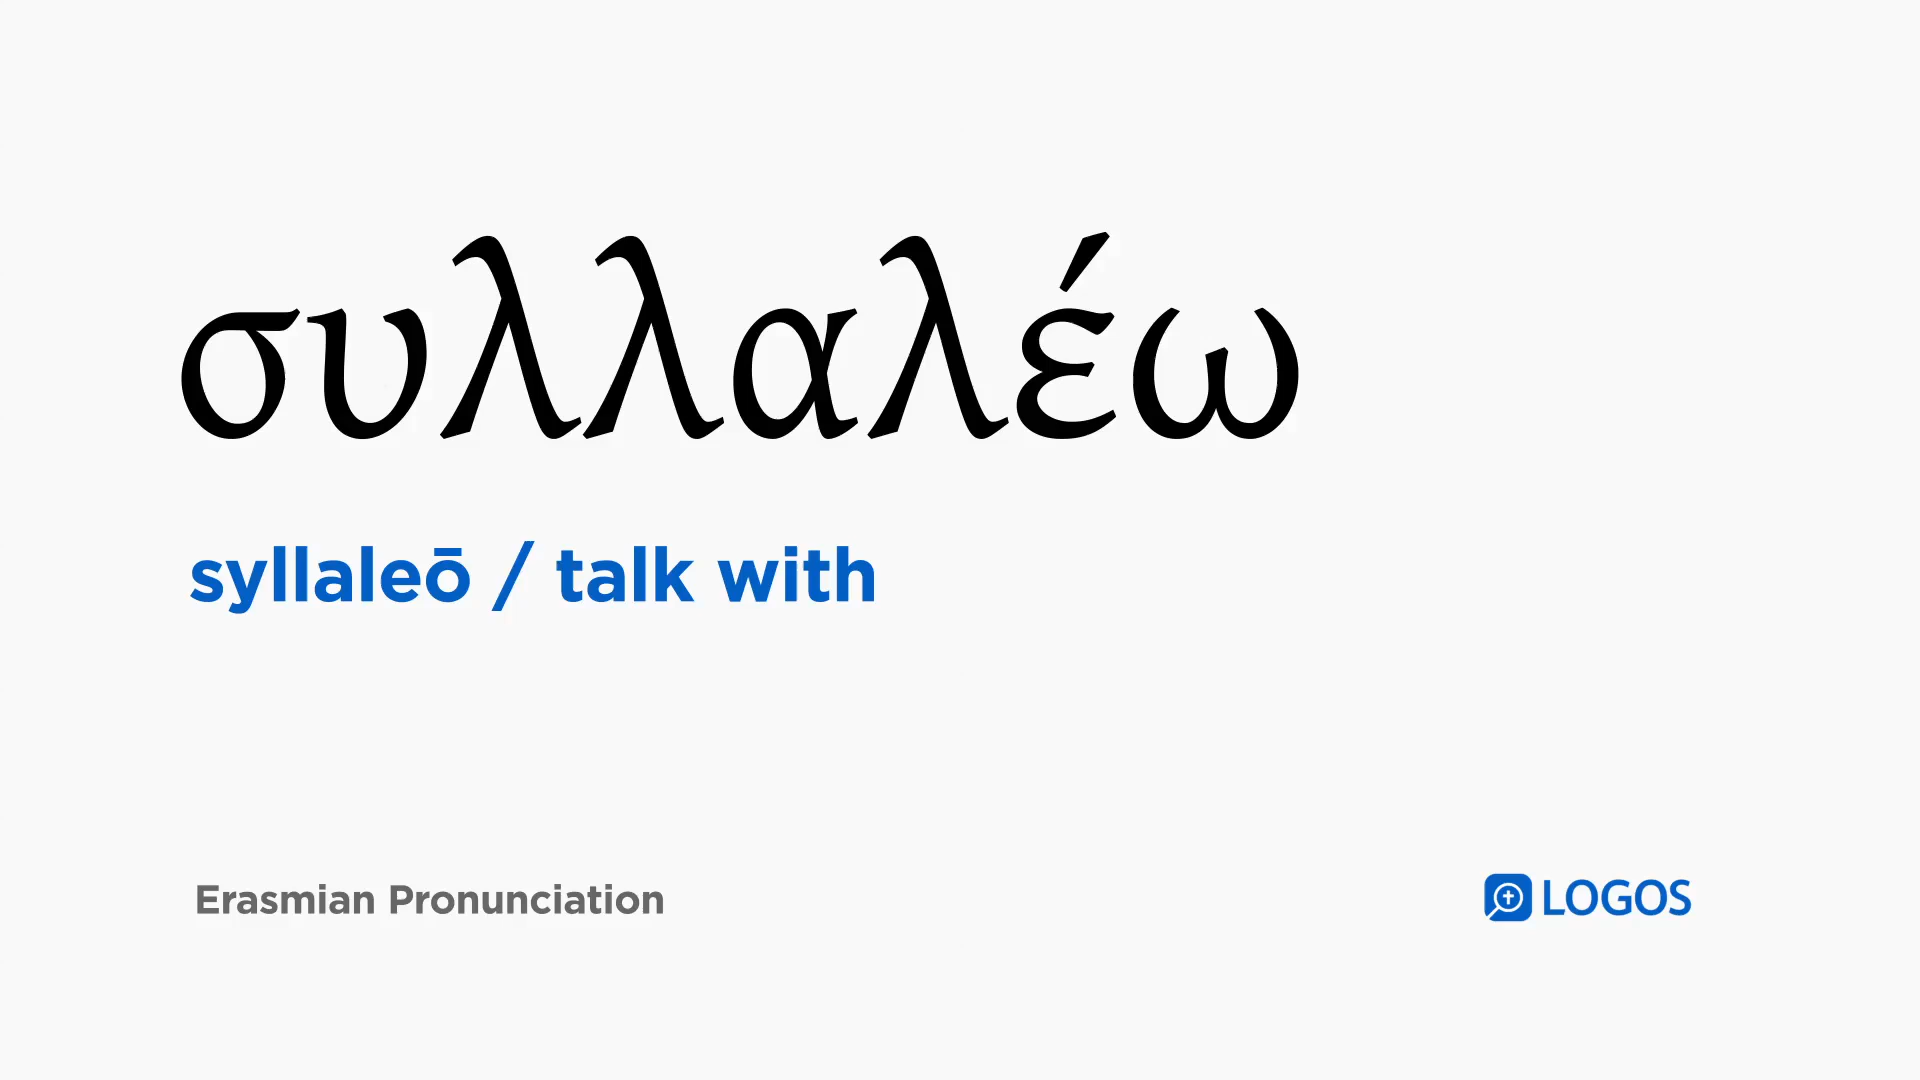 συλλαλέω
syllaleō / talk with
Erasmian Pronunciation
LOGOS